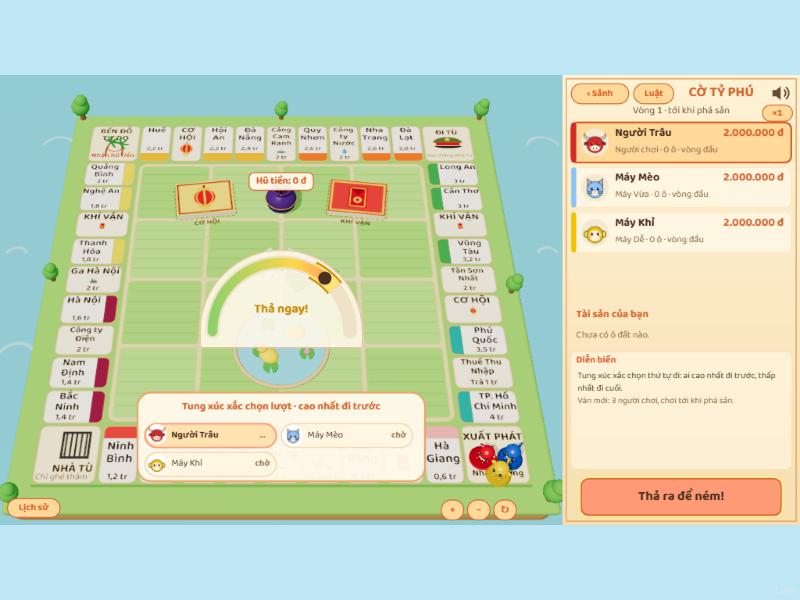 BẾN ĐỖ
TỰ DO
Nhận hũ tiền
Huế
2,2 tr
CƠ
HỘI
Hội
An
2,2 tr
Đà
Nẵng
2,4 tr
Cảng
Cam
Ranh
2 tr
Quy
Nhơn
2,6 tr
Công
ty
Nước
2 tr
Nha
Trang
2,6 tr
Đà
Lạt
2,8 tr
ĐI TÙ
Quảng
Bình
2 tr
Nghệ An
1,8 tr
KHÍ VẬN
Thanh
Hóa
1,8 tr
Ga Hà Nội
2 tr
Hà Nội
1,6 tr
Công ty
Điện
2 tr
Nam
Định
1,4 tr
Bắc
Ninh
1,4 tr
NHÀ TÙ
Chỉ ghé thăm
Ninh
Bình
1,2 tr
Hà
Giang
0,6 tr
XUẤT PHÁT
Long An
Cần Thơ
3 tr
KHÍ VẬN
Vũng
Tàu
3,2 tr
Tân Sơn
Nhất
2 tr
CƠ HỘI
Phú
Quốc
3,5 tr
Thuế Thu
Nhập
Trả 1 tr
TP. Hồ
Chí Minh
4 tr
Hũ tiền: 0 đ
CƠ HỘI
KHÍ VẬN
Thả ngay!
Tung xúc xắc chọn lượt · cao nhất đi trước
Người Trâu ...
Máy Mèo chờ
Máy Khỉ chờ
Lịch sử
+
−
↻
‹ Sảnh
Luật
CỜ TỶ PHÚ
Vòng 1 · tới khi phá sản
×1
Người Trâu 2.000.000 đ
Người chơi · 0 ô · vòng đầu
Máy Mèo 2.000.000 đ
Máy Vừa · 0 ô · vòng đầu
Máy Khỉ 2.000.000 đ
Máy Dễ · 0 ô · vòng đầu
Tài sản của bạn
Chưa có ô đất nào.
Diễn biến
Tung xúc xắc chọn thứ tự đi: ai cao nhất đi trước, thấp
nhất đi cuối.
Ván mới: 3 người chơi, chơi tới khi phá sản.
Thả ra để ném!